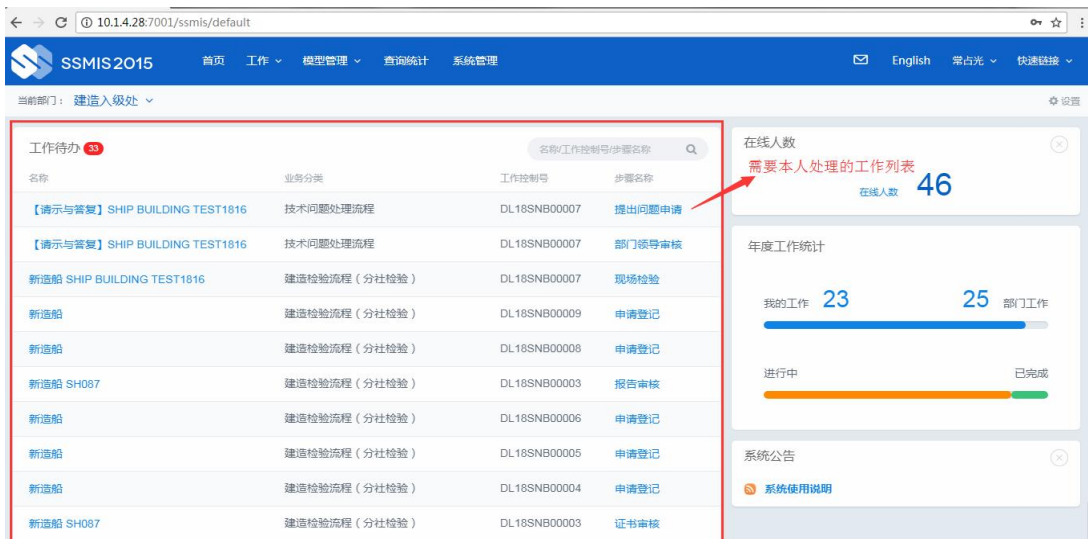 10.1.4.28:7001/ssmis/default
SSMIS2015 首页 工作 模型管理 查询统计 系统管理 English 常占光 快速链接
当前部门： 建造入级处 设置
工作待办 33 名称/工作控制号/步骤名称
名称 业务分类 工作控制号 步骤名称
【请示与答复】SHIP BUILDING TEST1816 技术问题处理流程 DL18SNB00007 提出问题申请
【请示与答复】SHIP BUILDING TEST1816 技术问题处理流程 DL18SNB00007 部门领导审核
新造船 SHIP BUILDING TEST1816 建造检验流程（分社检验） DL18SNB00007 现场检验
新造船 建造检验流程（分社检验） DL18SNB00009 申请登记
新造船 建造检验流程（分社检验） DL18SNB00008 申请登记
新造船 SH087 建造检验流程（分社检验） DL18SNB00003 报告审核
新造船 建造检验流程（分社检验） DL18SNB00006 申请登记
新造船 建造检验流程（分社检验） DL18SNB00005 申请登记
新造船 建造检验流程（分社检验） DL18SNB00004 申请登记
新造船 SH087 建造检验流程（分社检验） DL18SNB00003 证书审核
在线人数
需要本人处理的工作列表
在线人数 46
年度工作统计
我的工作 23 25 部门工作
进行中 已完成
系统公告
系统使用说明